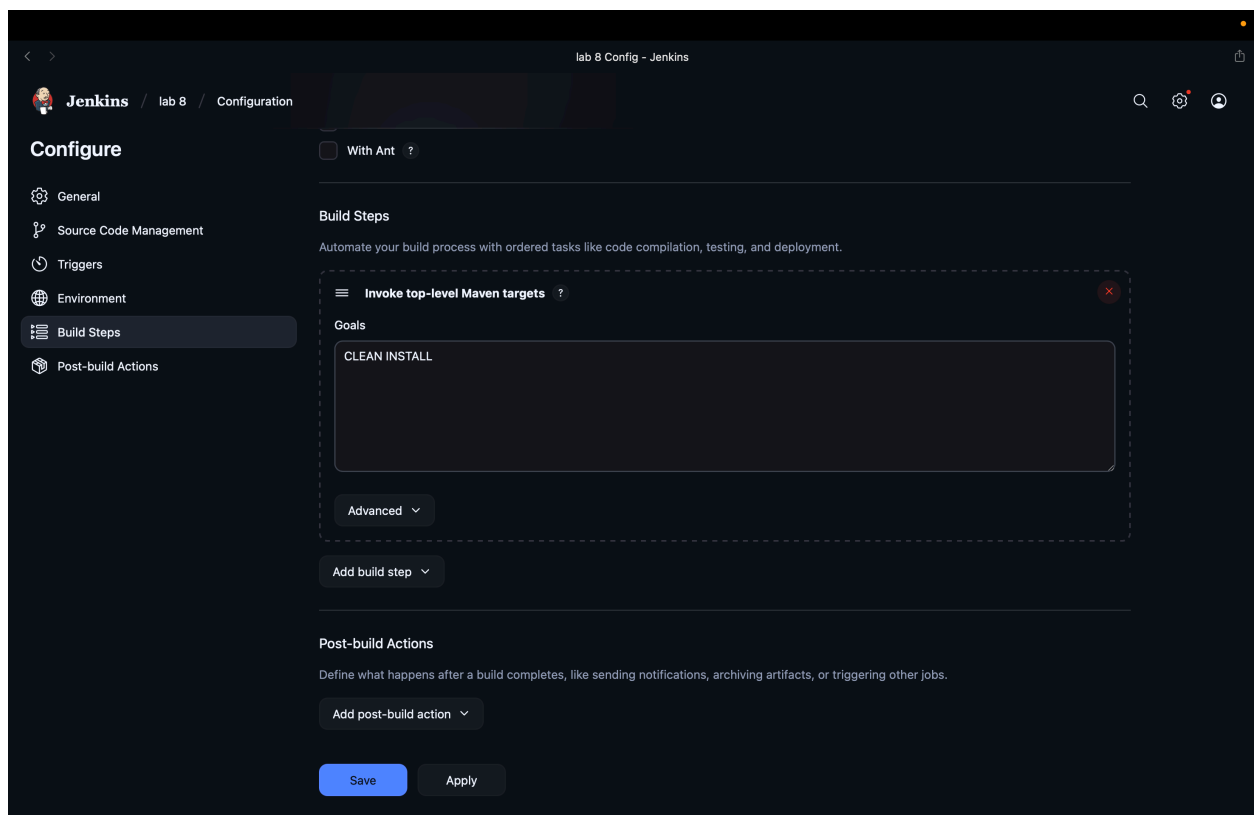 lab 8 Config - Jenkins
Jenkins / lab 8 / Configuration
Configure
General
Source Code Management
Triggers
Environment
Build Steps
Post-build Actions
With Ant ?
Build Steps
Automate your build process with ordered tasks like code compilation, testing, and deployment.
Invoke top-level Maven targets ?
Goals
CLEAN INSTALL
Advanced
Add build step
Post-build Actions
Define what happens after a build completes, like sending notifications, archiving artifacts, or triggering other jobs.
Add post-build action
Save
Apply